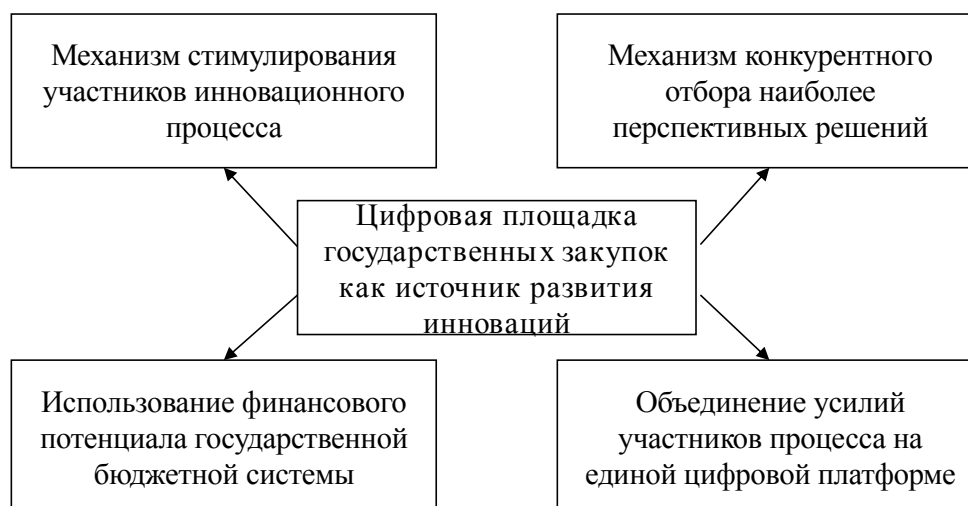 Механизм стимулирования
участников инновационного
процесса
Механизм конкурентного
отбора наиболее
перспективных решений
Цифровая площадка
государственных закупок
как источник развития
инноваций
Использование финансового
потенциала государственной
бюджетной системы
Объединение усилий
участников процесса на
единой цифровой платформе